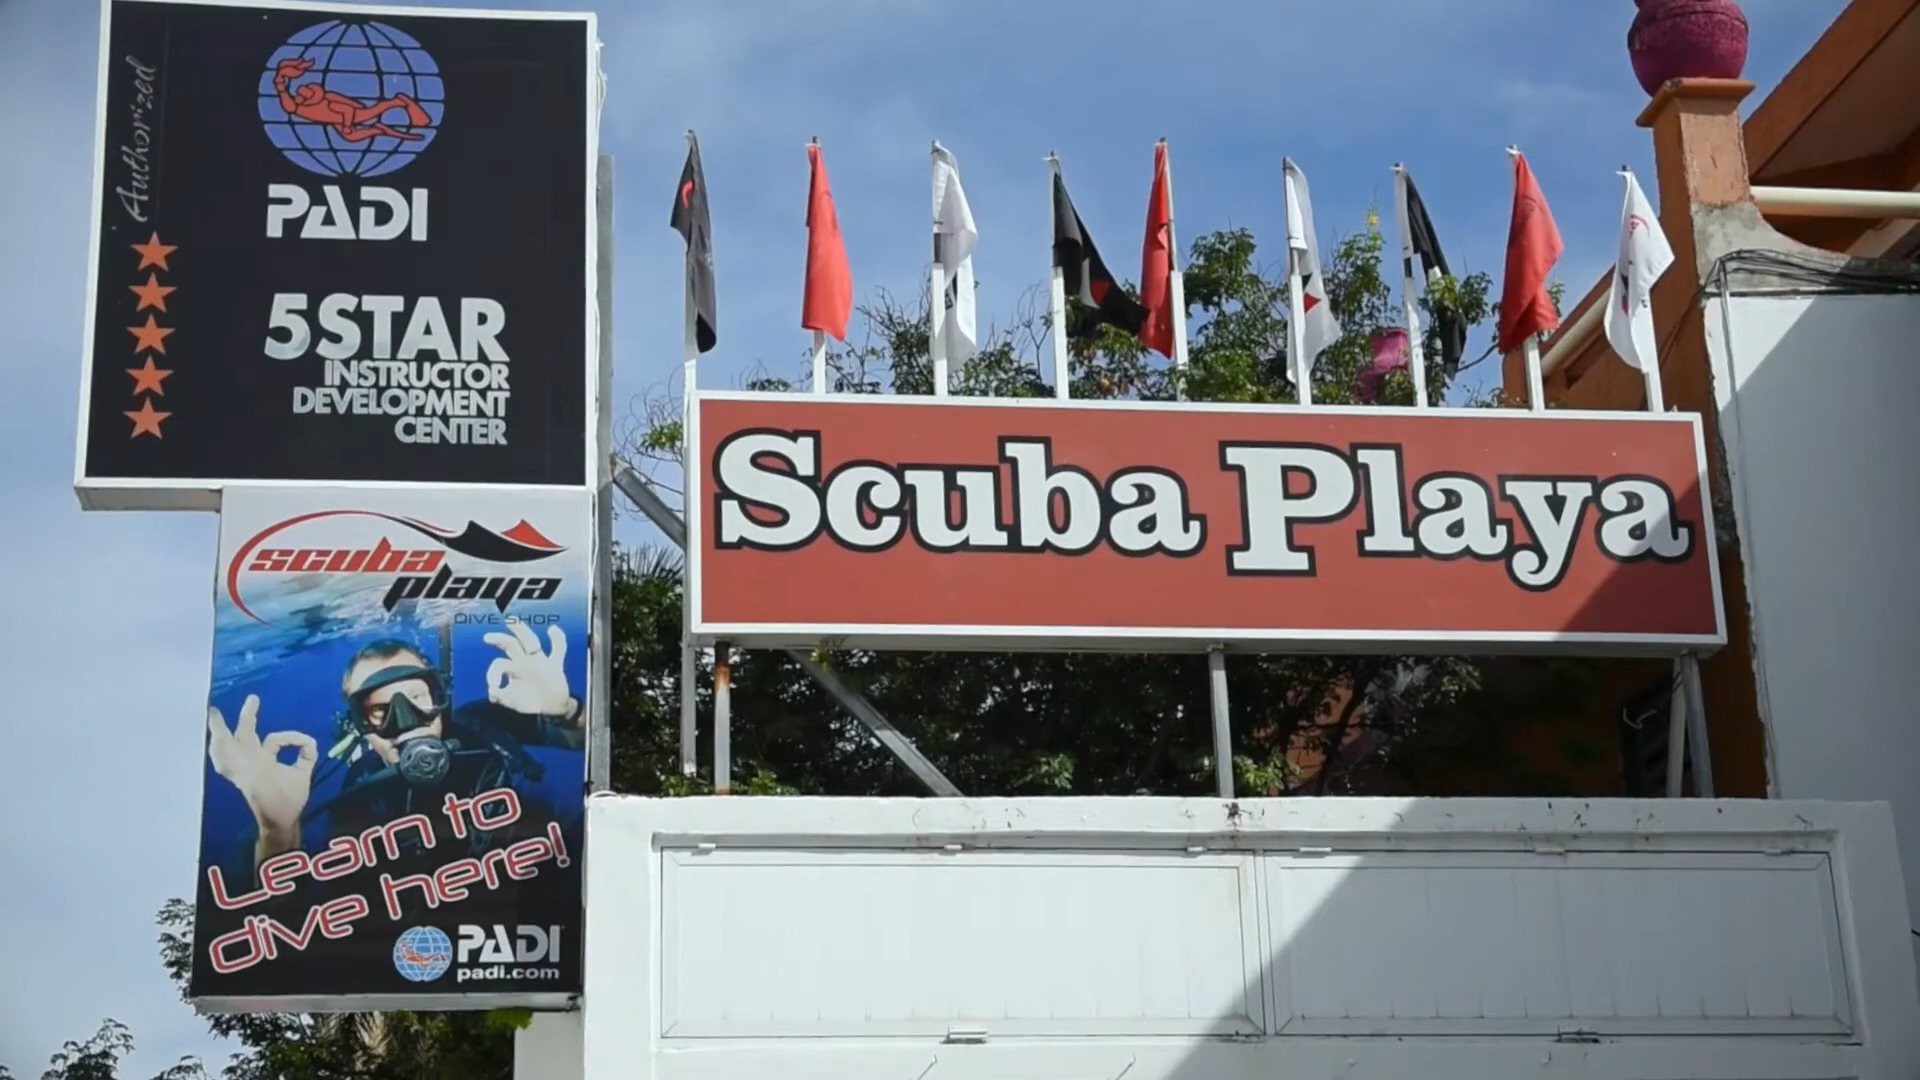 Authorized
PADI
5 STAR
INSTRUCTOR
DEVELOPMENT
CENTER
scuba
playa
DIVE SHOP
Learn to
dive here!
PADI
padi.com
Scuba Playa